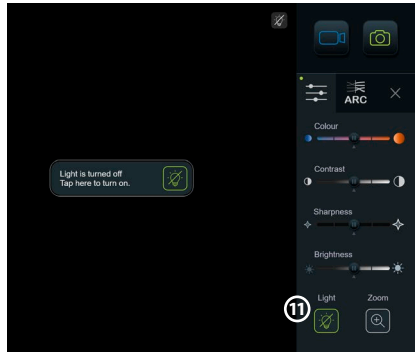 ARC
Colour
Light is turned off
Tap here to turn on.
Contrast
Sharpness
Brightness
Light Zoom
11